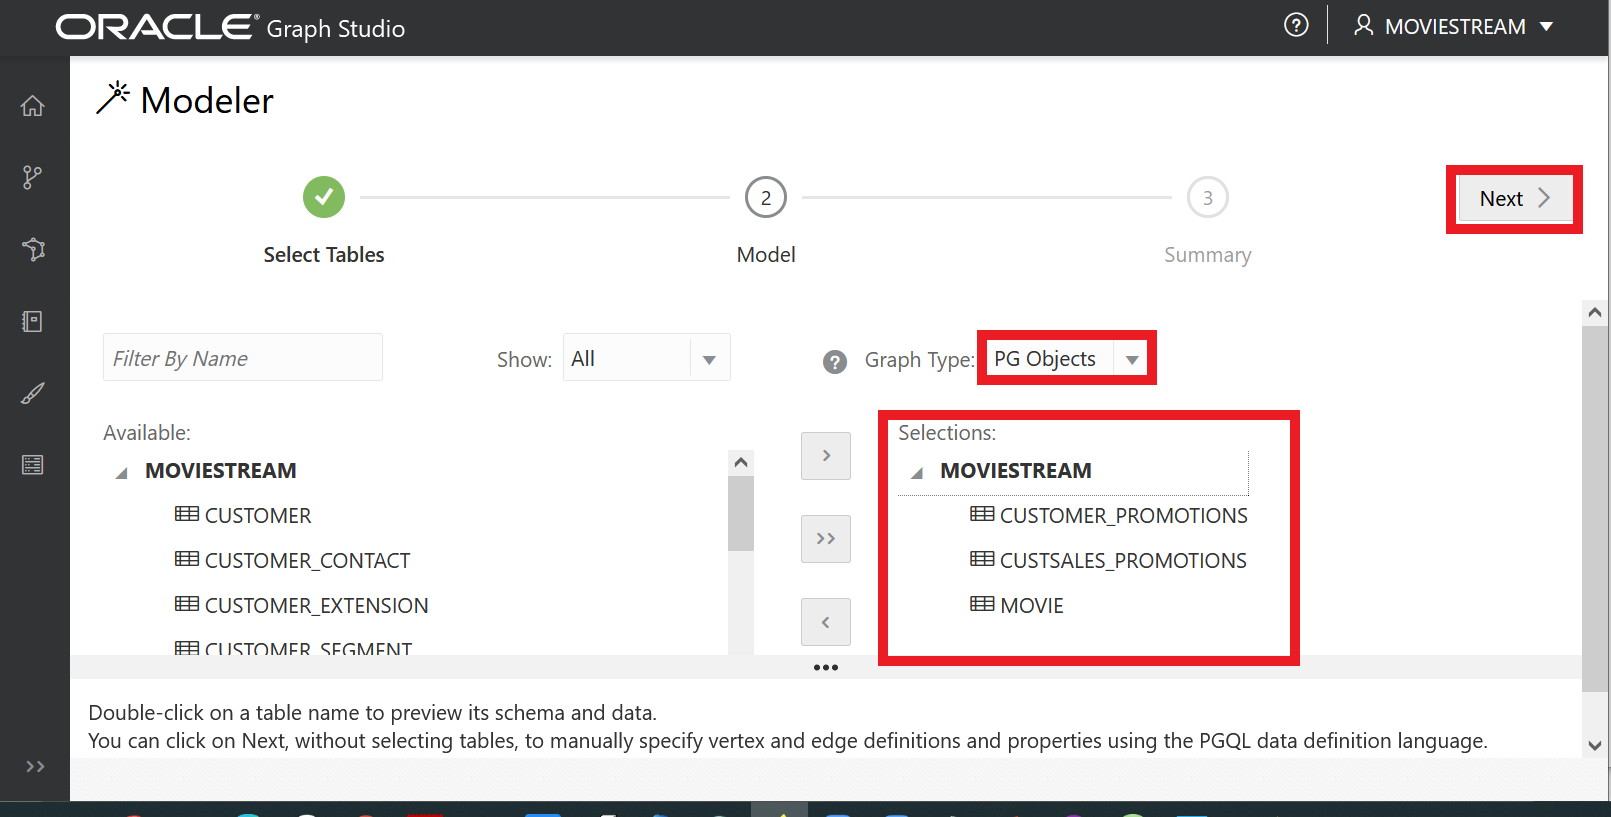 ORACLE® Graph Studio
MOVIESTREAM
Modeler
2
3
Next
Select Tables
Model
Summary
Filter By Name
Show: All
Graph Type: PG Objects
Available:
MOVIESTREAM
CUSTOMER
CUSTOMER_CONTACT
CUSTOMER_EXTENSION
CUSTOMER_SEGMENT
Selections:
MOVIESTREAM
CUSTOMER_PROMOTIONS
CUSTSALES_PROMOTIONS
MOVIE
Double-click on a table name to preview its schema and data.
You can click on Next, without selecting tables, to manually specify vertex and edge definitions and properties using the PGQL data definition language.